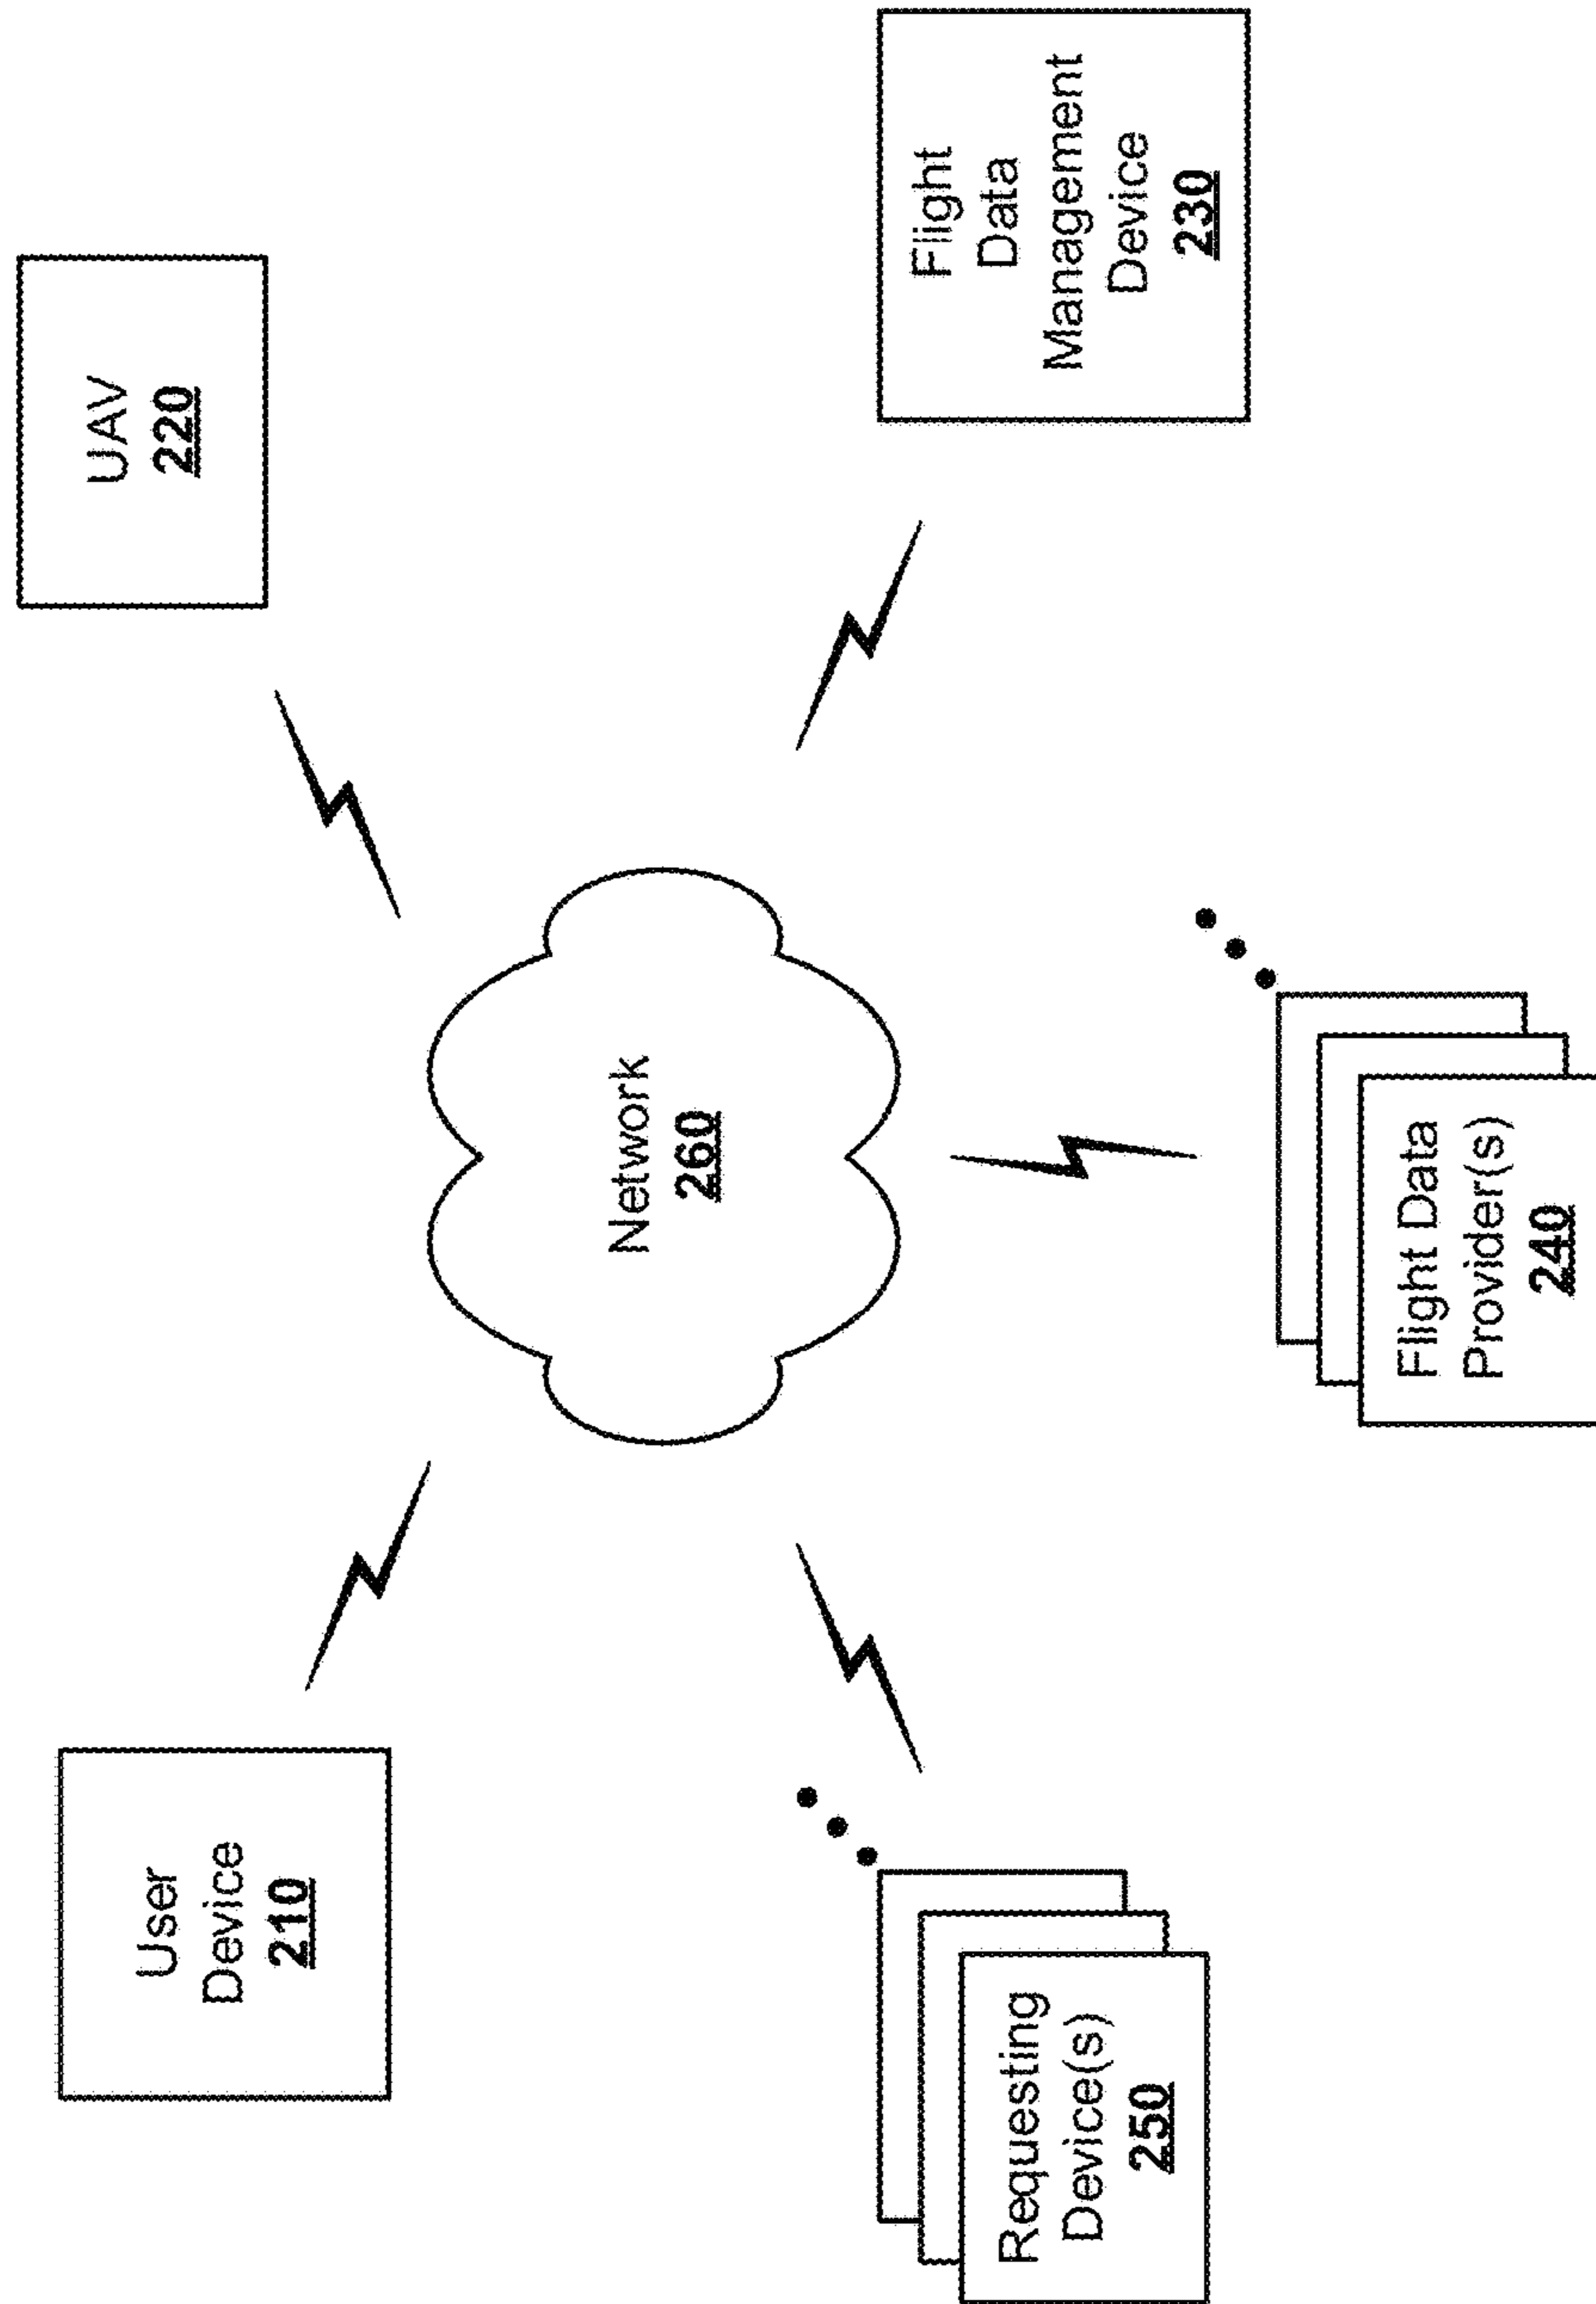 User
Device
210
UAV
220
Network
260
Requesting
Device(s)
250
Flight Data
Provider(s)
240
Flight
Data
Management
Device
230